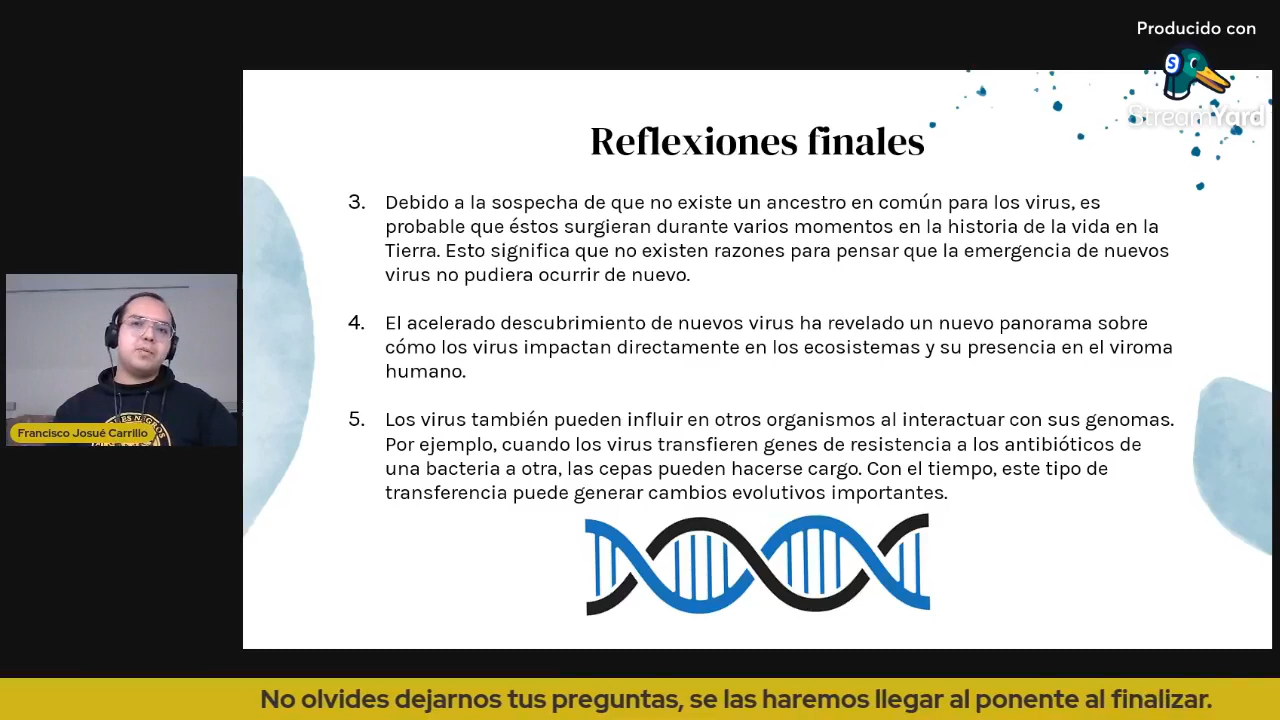 Producido con
StreamYard
Reflexiones finales
3. Debido a la sospecha de que no existe un ancestro en común para los virus, es
probable que éstos surgieran durante varios momentos en la historia de la vida en la
Tierra. Esto significa que no existen razones para pensar que la emergencia de nuevos
virus no pudiera ocurrir de nuevo.
4. El acelerado descubrimiento de nuevos virus ha revelado un nuevo panorama sobre
cómo los virus impactan directamente en los ecosistemas y su presencia en el viroma
humano.
5. Los virus también pueden influir en otros organismos al interactuar con sus genomas.
Por ejemplo, cuando los virus transfieren genes de resistencia a los antibióticos de
una bacteria a otra, las cepas pueden hacerse cargo. Con el tiempo, este tipo de
transferencia puede generar cambios evolutivos importantes.
Francisco Josué Carrillo
No olvides dejarnos tus preguntas, se las haremos llegar al ponente al finalizar.